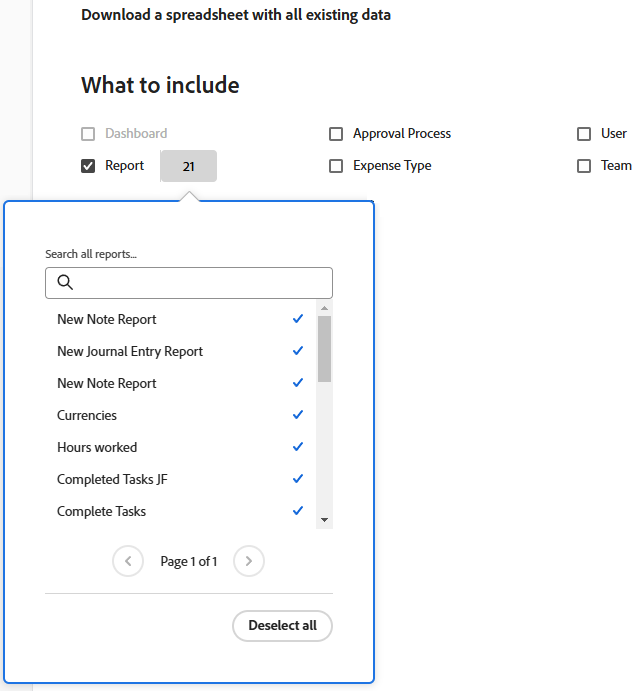 Download a spreadsheet with all existing data
What to include
Dashboard
Approval Process
User
Report
21
Expense Type
Team
Search all reports...
New Note Report
New Journal Entry Report
New Note Report
Currencies
Hours worked
Completed Tasks JF
Complete Tasks
Page 1 of 1
Deselect all